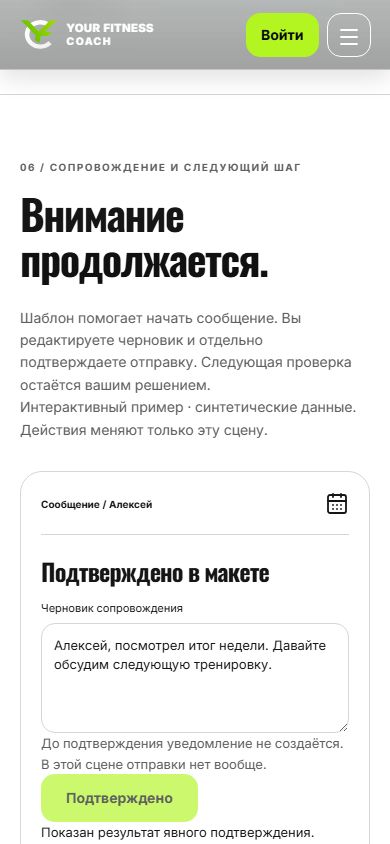 YOUR FITNESS
COACH
Войти
06 / СОПРОВОЖДЕНИЕ И СЛЕДУЮЩИЙ ШАГ
Внимание
продолжается.
Шаблон помогает начать сообщение. Вы
редактируете черновик и отдельно
подтверждаете отправку. Следующая проверка
остаётся вашим решением.
Интерактивный пример · синтетические данные.
Действия меняют только эту сцену.
Сообщение / Алексей
Подтверждено в макете
Черновик сопровождения
Алексей, посмотрел итог недели. Давайте
обсудим следующую тренировку.
До подтверждения уведомление не создаётся.
В этой сцене отправки нет вообще.
Подтверждено
Показан результат явного подтверждения.